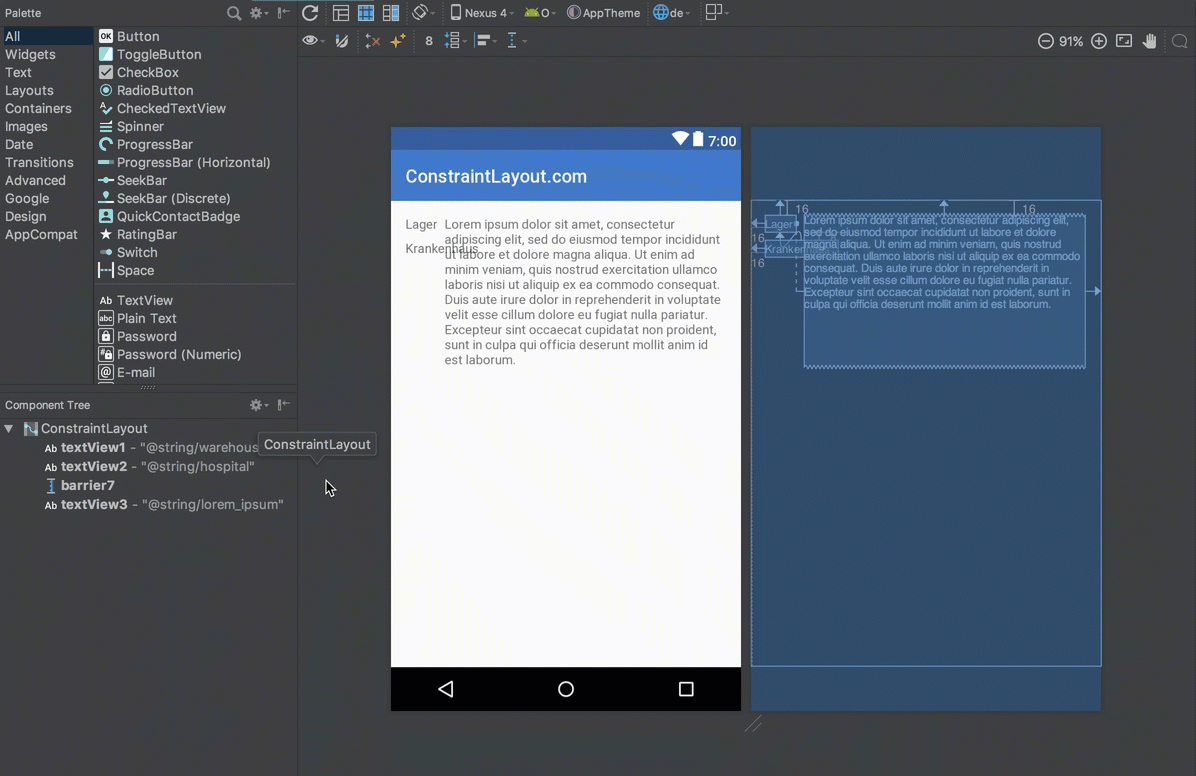 Palette
Nexus 4
O
AppTheme
de
All
Widgets
Text
Layouts
Containers
Images
Date
Transitions
Advanced
Google
Design
AppCompat
OK Button
ToggleButton
CheckBox
RadioButton
CheckedTextView
Spinner
ProgressBar
ProgressBar (Horizontal)
SeekBar
SeekBar (Discrete)
QuickContactBadge
RatingBar
Switch
Space
Ab TextView
abc Plain Text
Password
Password (Numeric)
@ E-mail
8
91%
Component Tree
ConstraintLayout
Ab textView1 - "@string/warehous
Ab textView2 - "@string/hospital"
barrier7
Ab textView3 - "@string/lorem_ipsum"
ConstraintLayout
7:00
ConstraintLayout.com
Lager
Krankenhaus
Lorem ipsum dolor sit amet, consectetur
adipiscing elit, sed do eiusmod tempor incididunt
ut labore et dolore magna aliqua. Ut enim ad
minim veniam, quis nostrud exercitation ullamco
laboris nisi ut aliquip ex ea commodo consequat.
Duis aute irure dolor in reprehenderit in voluptate
velit esse cillum dolore eu fugiat nulla pariatur.
Excepteur sint occaecat cupidatat non proident,
sunt in culpa qui officia deserunt mollit anim id
est laborum.
16
16
Lager
16
Krankenhaus
16
Lorem ipsum dolor sit amet, consectetur adipiscing elit,
sed do eiusmod tempor incididunt ut labore et dolore
magna aliqua. Ut enim ad minim veniam, quis nostrud
exercitation ullamco laboris nisi ut aliquip ex ea commodo
consequat. Duis aute irure dolor in reprehenderit in
voluptate velit esse cillum dolore eu fugiat nulla pariatur.
Excepteur sint occaecat cupidatat non proident, sunt in
culpa qui officia deserunt mollit anim id est laborum.